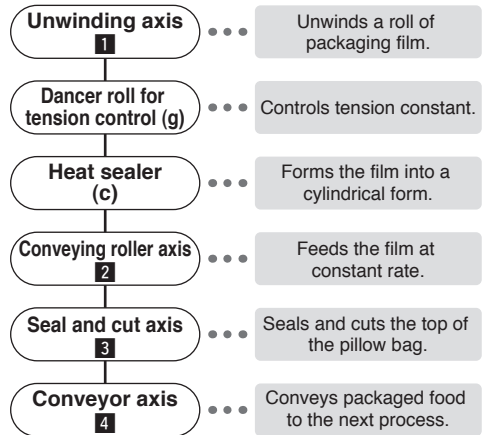 Unwinding axis
1
Unwinds a roll of
packaging film.
Dancer roll for
tension control (g)
Controls tension constant.
Heat sealer
(c)
Forms the film into a
cylindrical form.
Conveying roller axis
2
Feeds the film at
constant rate.
Seal and cut axis
3
Seals and cuts the top of
the pillow bag.
Conveyor axis
4
Conveys packaged food
to the next process.